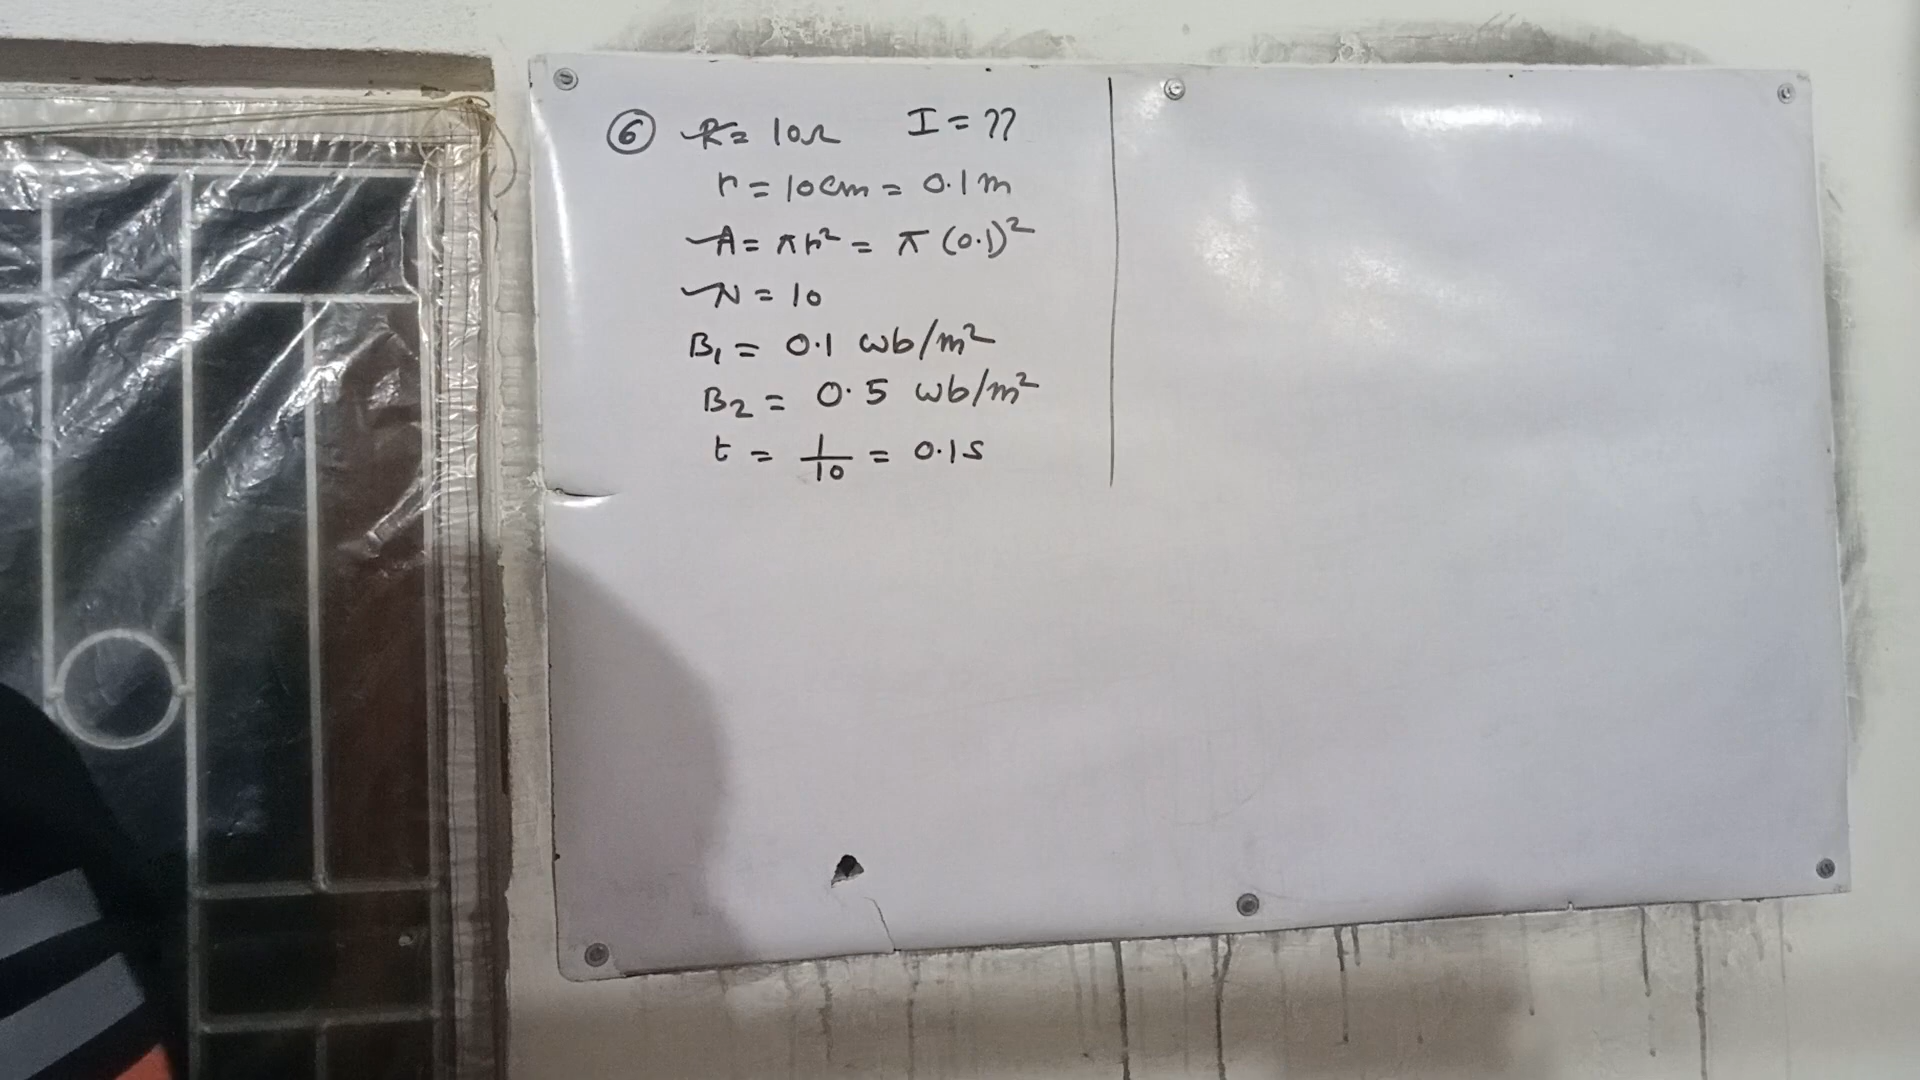 ⑥ R = 10Ω I = ??
r = 10cm = 0.1m
A = πr² = π (0.1)²
N = 10
B₁ = 0.1 wb/m²
B₂ = 0.5 wb/m²
t = 1/10 = 0.1s